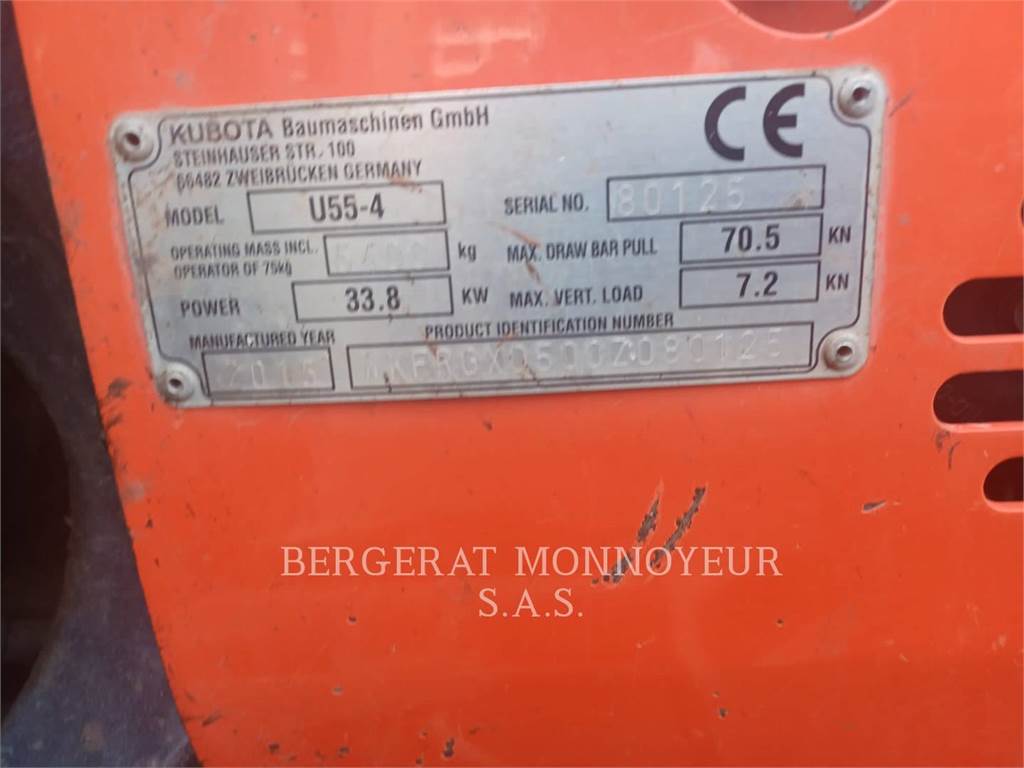 KUBOTA Baumaschinen GmbH
STEINHAUSER STR. 100
66482 ZWEIBRÜCKEN GERMANY
CE
MODEL U55-4
SERIAL NO. 80125
OPERATING MASS INCL.
OPERATOR OF 75kg
kg
MAX. DRAW BAR PULL 70.5 KN
POWER 33.8 KW
MAX. VERT. LOAD 7.2 KN
MANUFACTURED YEAR
PRODUCT IDENTIFICATION NUMBER
BERGERAT MONNOYEUR
S.A.S.